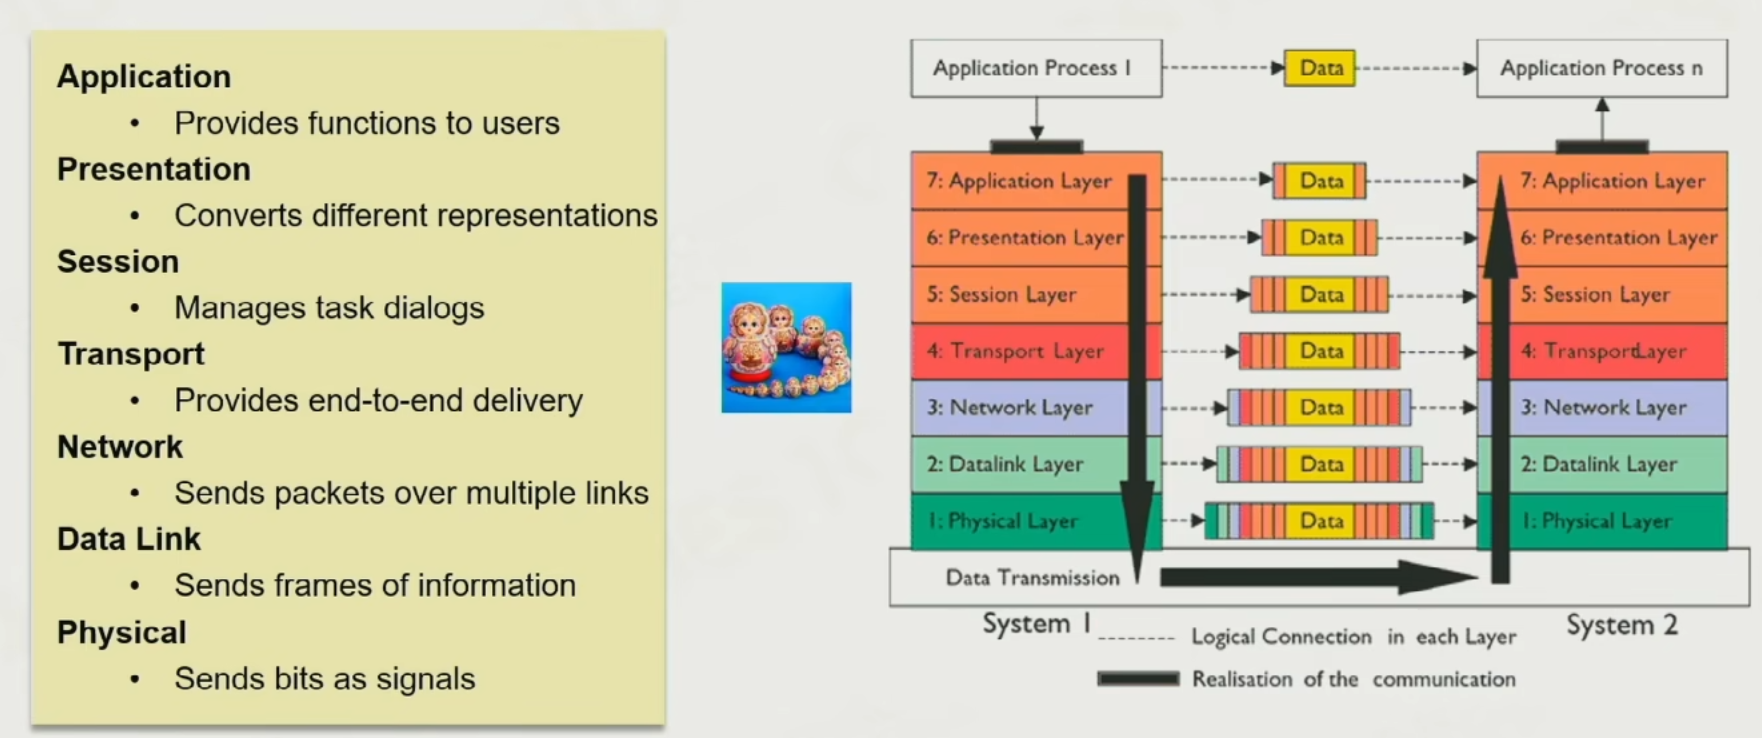 Application
• Provides functions to users
Presentation
• Converts different representations
Session
• Manages task dialogs
Transport
• Provides end-to-end delivery
Network
• Sends packets over multiple links
Data Link
• Sends frames of information
Physical
• Sends bits as signals
Application Process 1
Data
Application Process n
7: Application Layer
Data
7: Application Layer
6: Presentation Layer
Data
6: Presentation Layer
5: Session Layer
Data
5: Session Layer
4: Transport Layer
Data
4: TransportLayer
3: Network Layer
Data
3: Network Layer
2: Datalink Layer
Data
2: Datalink Layer
1: Physical Layer
Data
1: Physical Layer
Data Transmission
System 1
System 2
Logical Connection in each Layer
Realisation of the communication